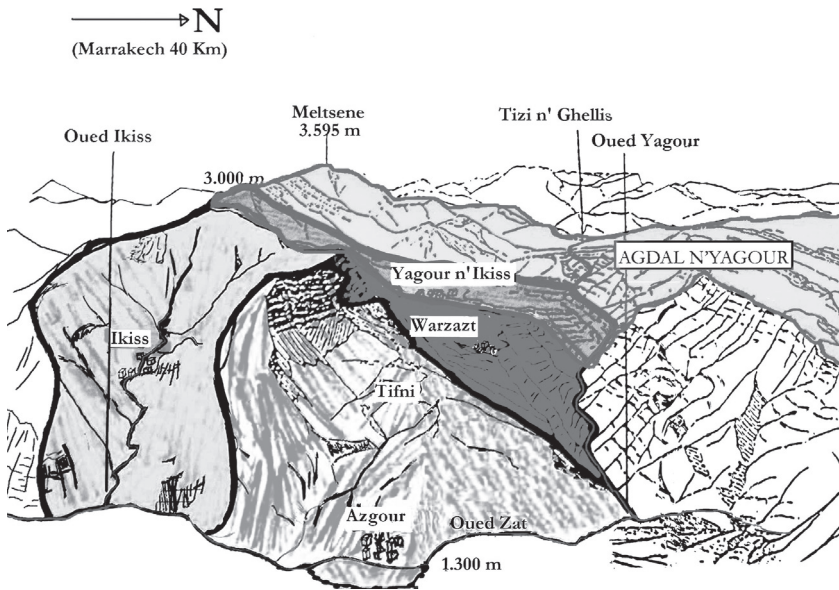 N
(Marrakech 40 Km)
Meltsene
3.595 m
Tizi n' Ghellis
Oued Ikiss
Oued Yagour
3.000 m
AGDAL N'YAGOUR
Yagour n'Ikiss
Ikiss
Warzazt
Tifni
Azgour
Oued Zat
1.300 m